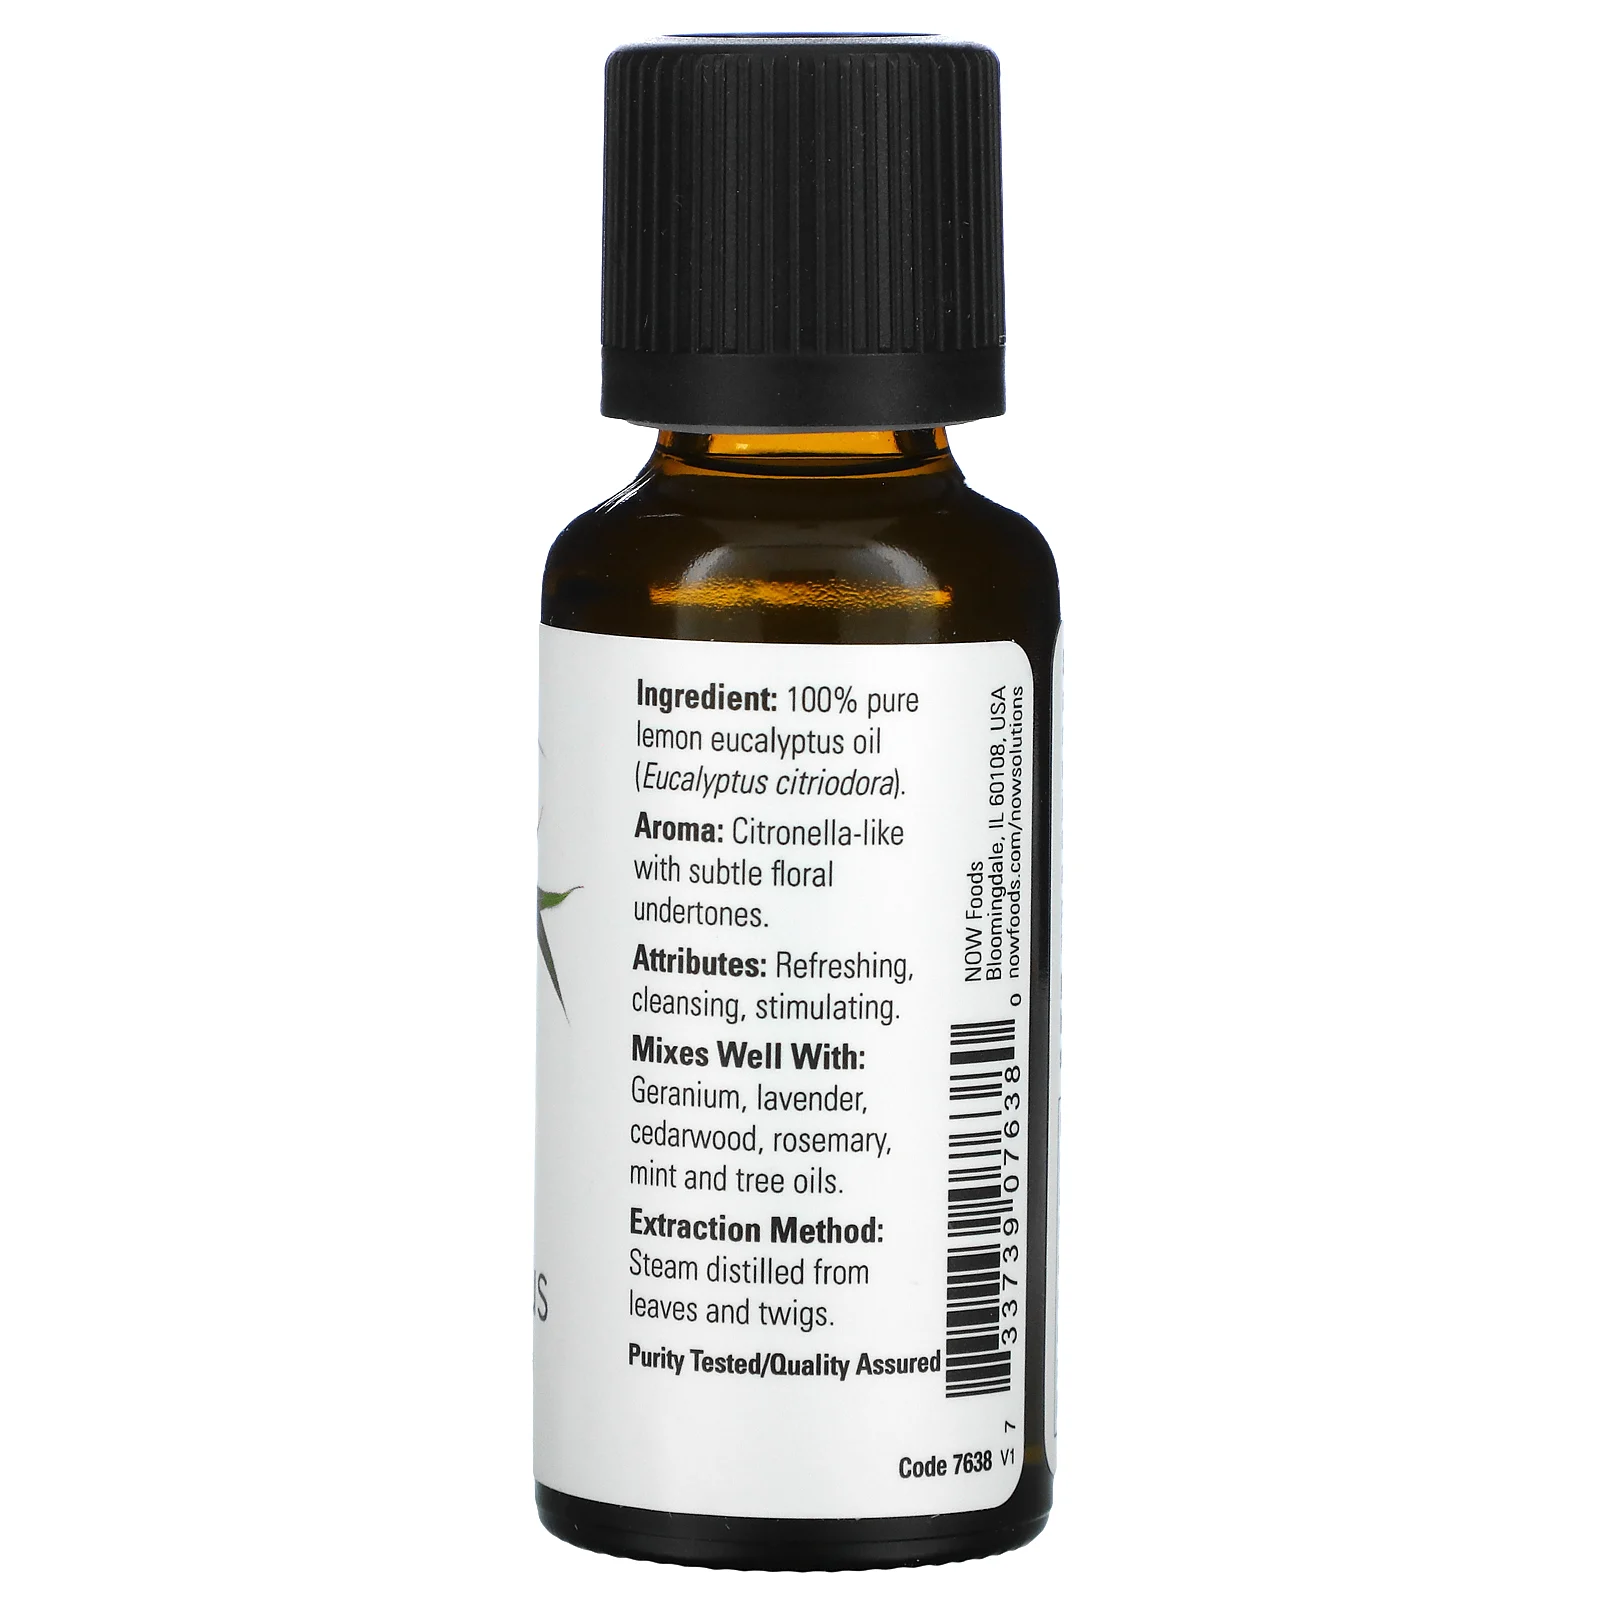 Ingredient: 100% pure
lemon eucalyptus oil
(Eucalyptus citriodora).
Aroma: Citronella-like
with subtle floral
undertones.
Attributes: Refreshing,
cleansing, stimulating.
Mixes Well With:
Geranium, lavender,
cedarwood, rosemary,
mint and tree oils.
Extraction Method:
Steam distilled from
leaves and twigs.
Purity Tested/Quality Assured
Code 7638 V1
NOW Foods
Bloomingdale, IL 60108, USA
nowfoods.com/nowsolutions
7 33739 07638 0